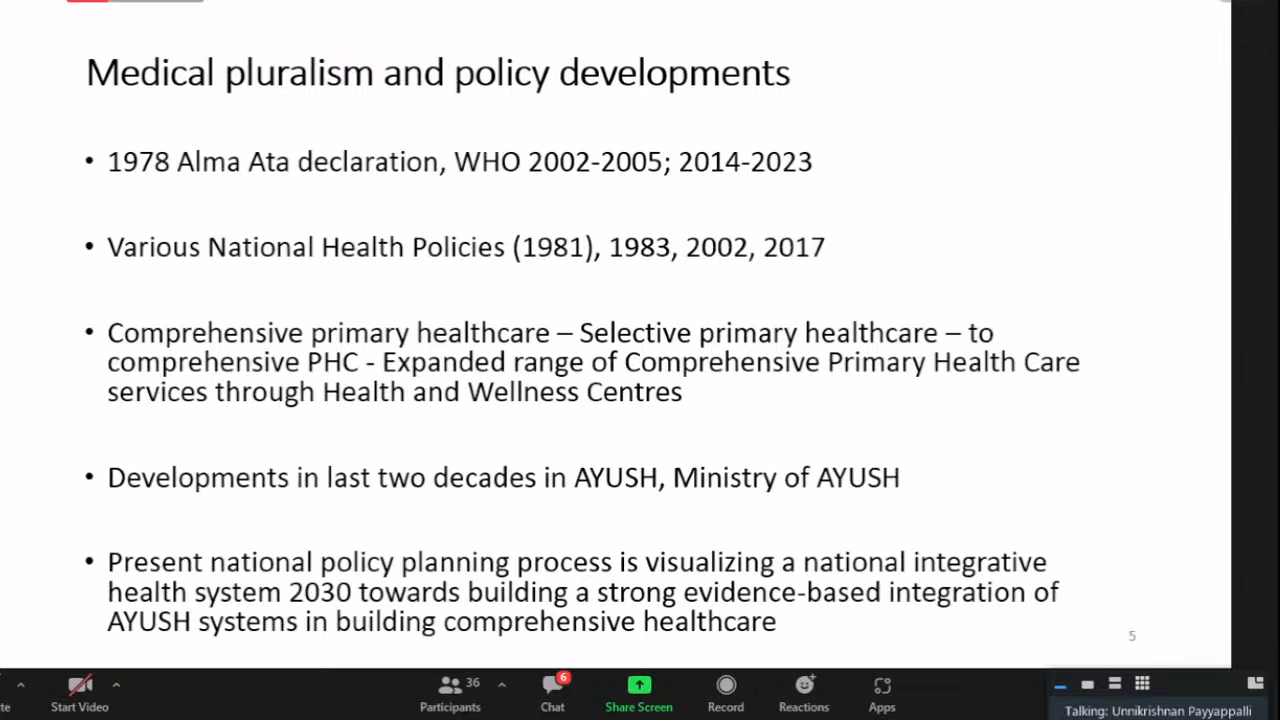 Medical pluralism and policy developments
• 1978 Alma Ata declaration, WHO 2002-2005; 2014-2023
• Various National Health Policies (1981), 1983, 2002, 2017
• Comprehensive primary healthcare – Selective primary healthcare – to
comprehensive PHC - Expanded range of Comprehensive Primary Health Care
services through Health and Wellness Centres
• Developments in last two decades in AYUSH, Ministry of AYUSH
• Present national policy planning process is visualizing a national integrative
health system 2030 towards building a strong evidence-based integration of
AYUSH systems in building comprehensive healthcare
5
36
6
te
Start Video
Participants
Chat
Share Screen
Record
Reactions
Apps
Talking: Unnikrishnan Payyappalli